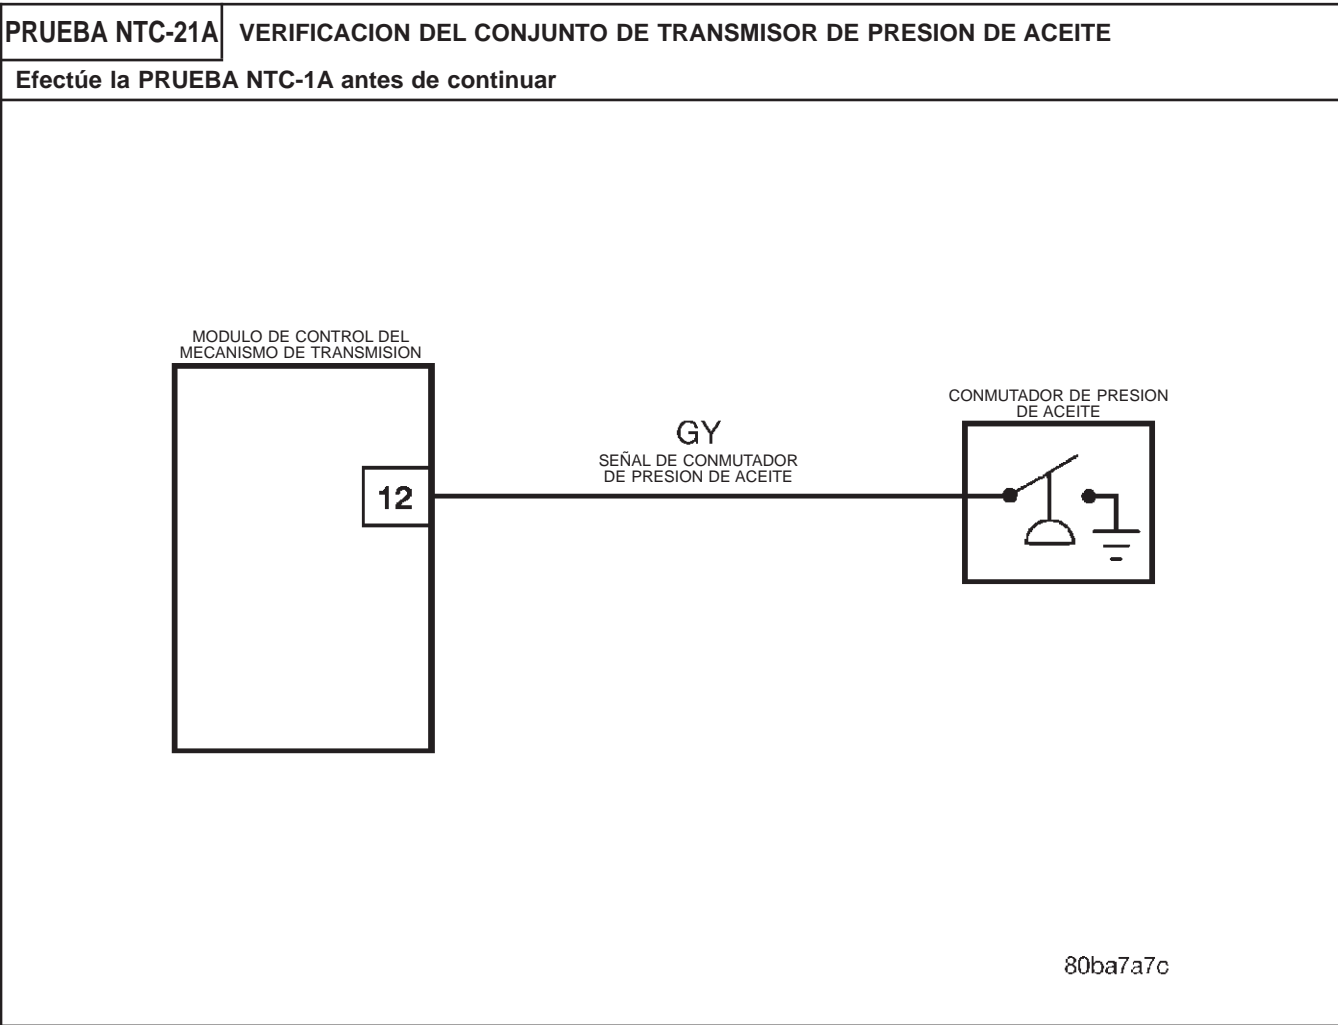 PRUEBA NTC-21A VERIFICACION DEL CONJUNTO DE TRANSMISOR DE PRESION DE ACEITE
Efectúe la PRUEBA NTC-1A antes de continuar
MODULO DE CONTROL DEL
MECANISMO DE TRANSMISION
12
GY
SEÑAL DE CONMUTADOR
DE PRESION DE ACEITE
CONMUTADOR DE PRESION
DE ACEITE
80ba7a7c